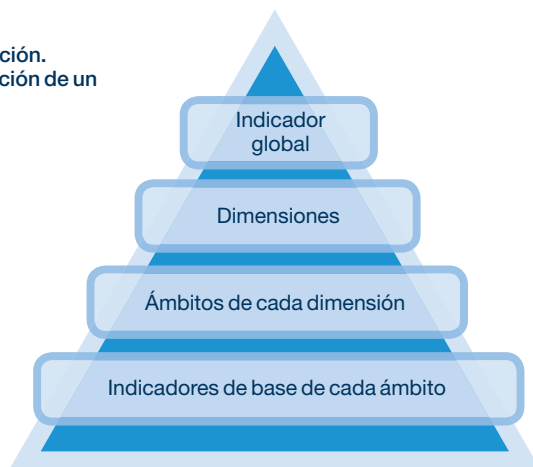 ción.
ción de un
Indicador
global
Dimensiones
Ámbitos de cada dimensión
Indicadores de base de cada ámbito